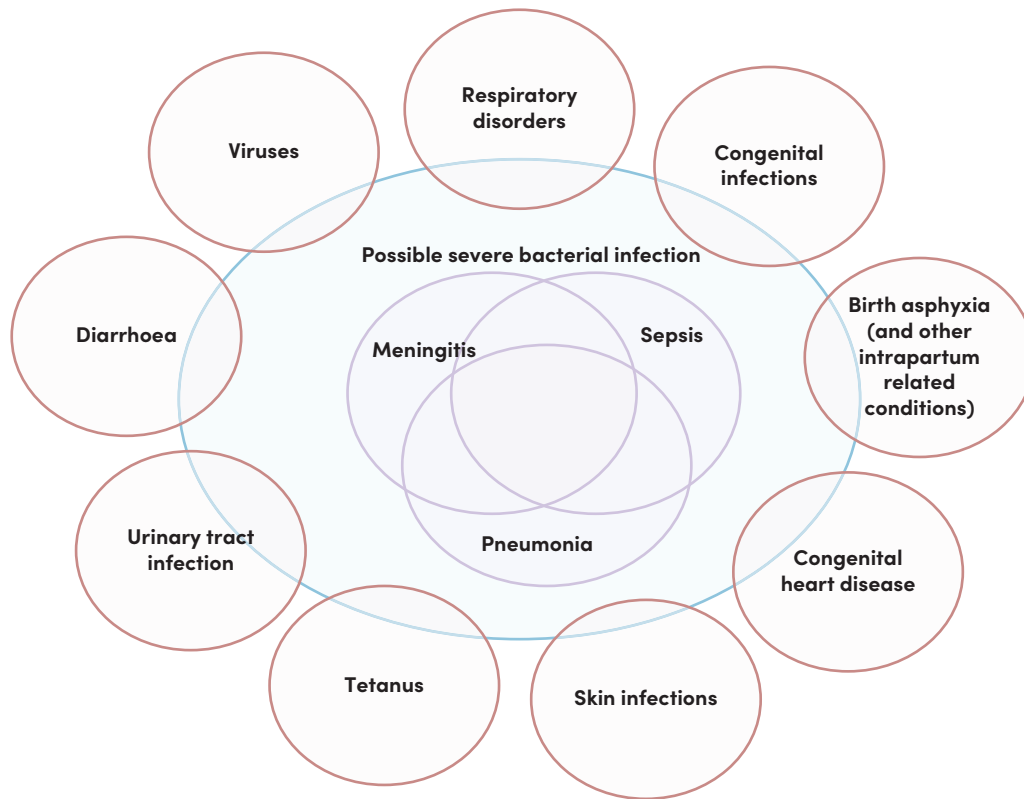 Respiratory
disorders
Viruses
Congenital
infections
Possible severe bacterial infection
Birth asphyxia
(and other
intrapartum
related
conditions)
Diarrhoea
Meningitis
Sepsis
Urinary tract
infection
Pneumonia
Congenital
heart disease
Tetanus
Skin infections